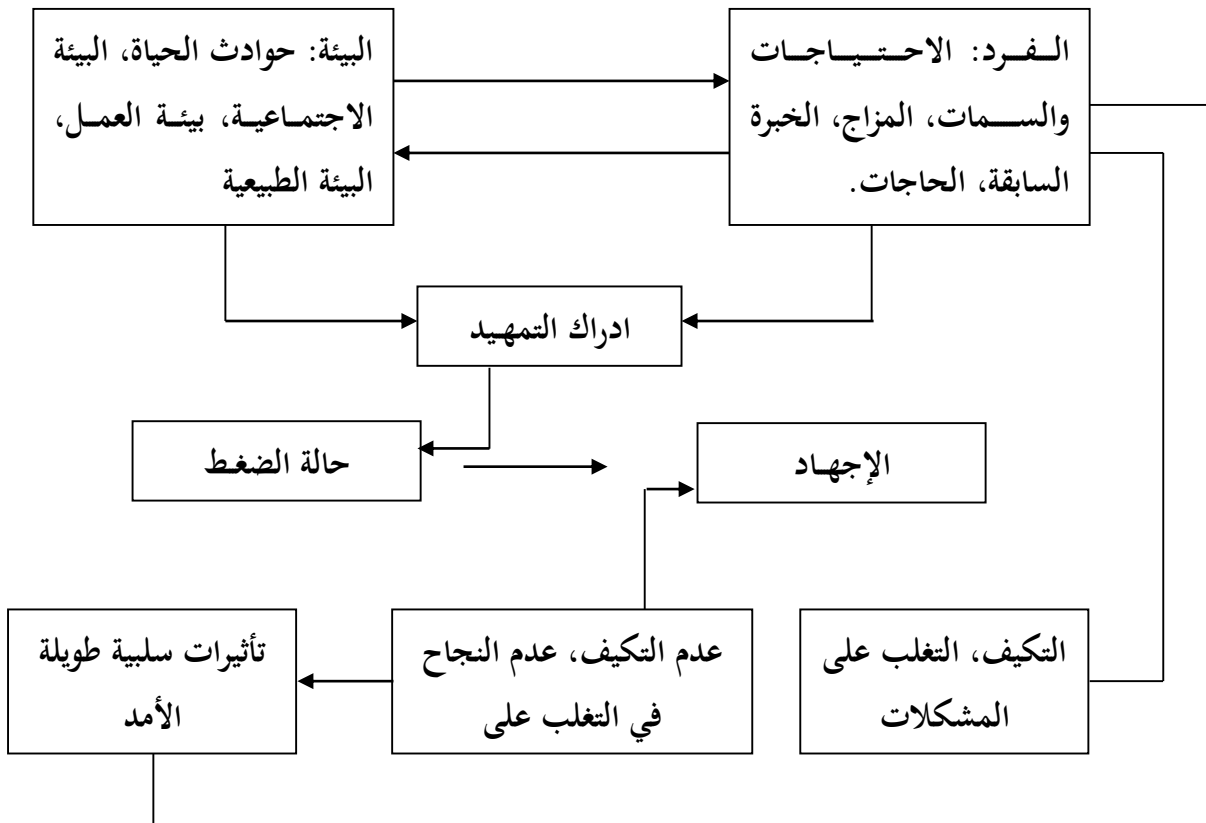 الفرد: الاحتياجات
والسمات، المزاج، الخبرة
السابقة، الحاجات.
البيئة: حوادث الحياة، البيئة
الاجتماعية، بيئة العمل،
البيئة الطبيعية
ادراك التمهيد
حالة الضغط
الإجهاد
التكيف، التغلب على
المشكلات
عدم التكيف، عدم النجاح
في التغلب على
تأثيرات سلبية طويلة
الأمد